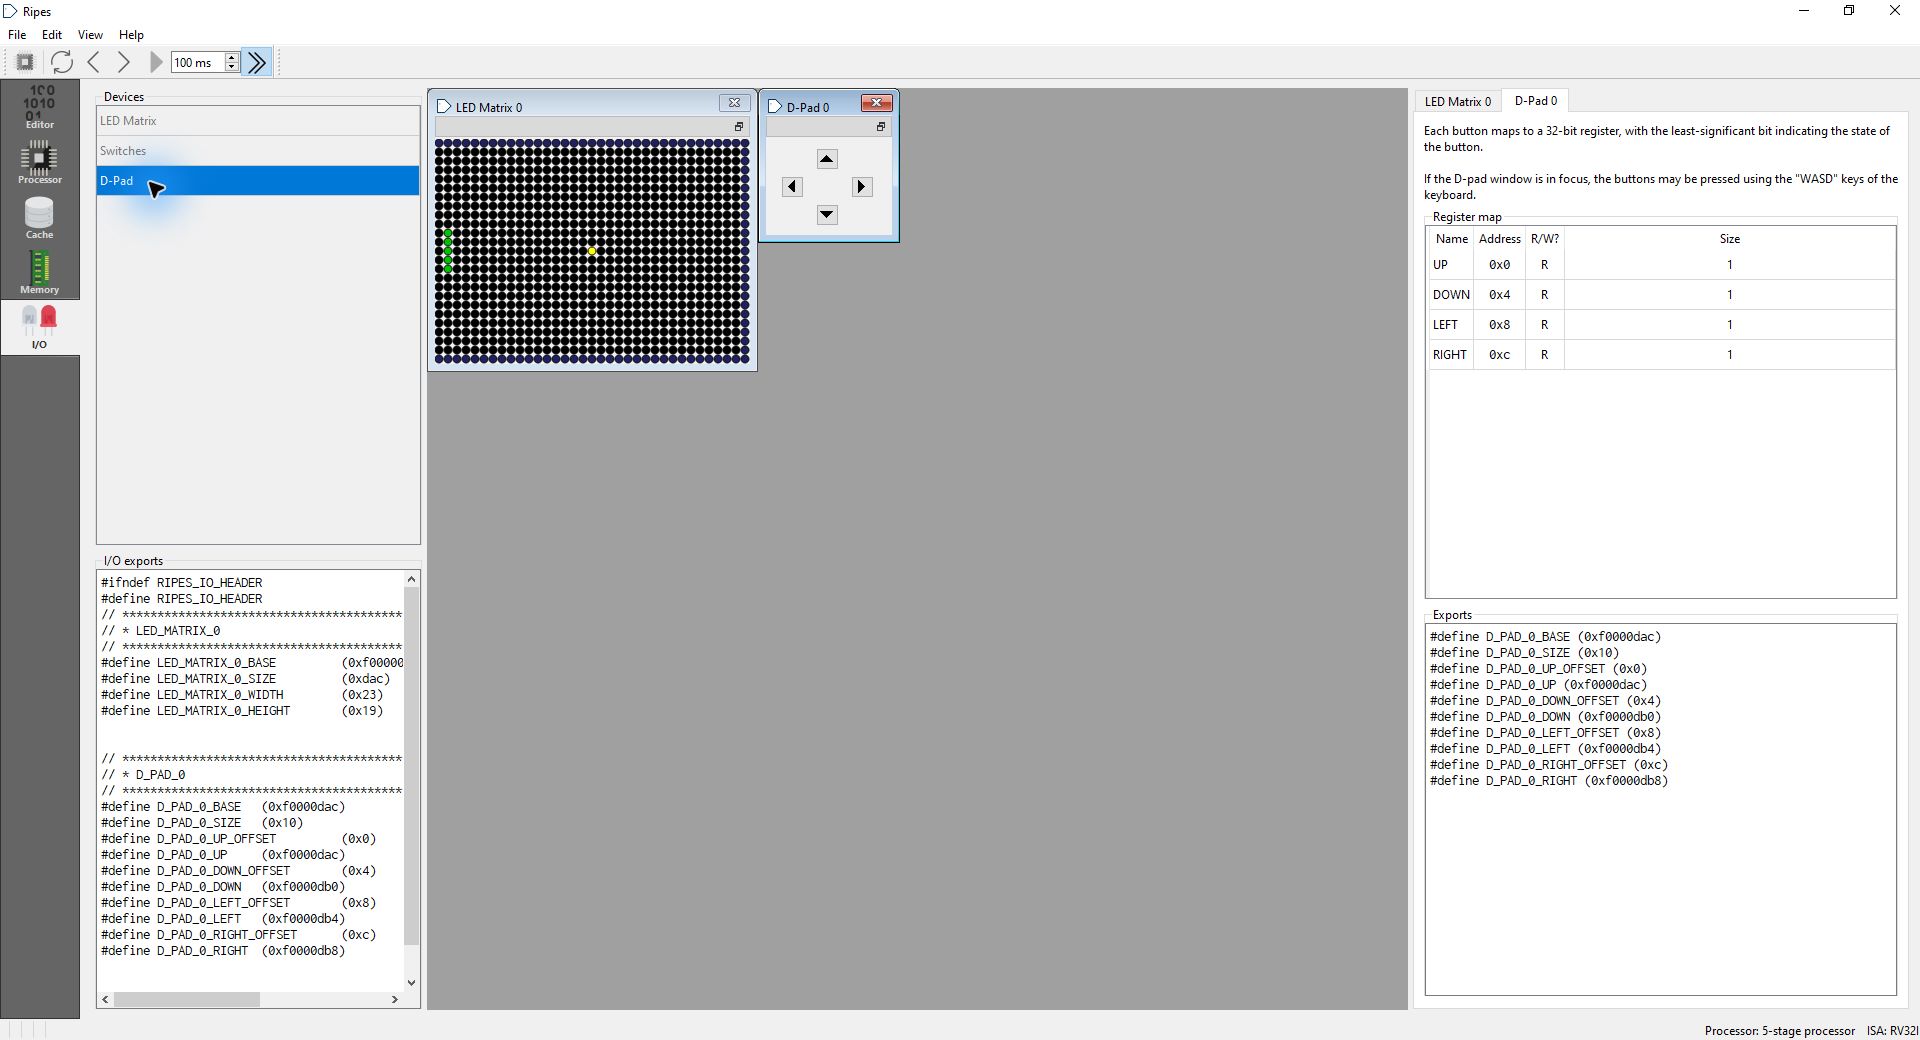 Ripes
File Edit View Help
100 ms
Editor
Processor
Cache
Memory
I/O
Devices
LED Matrix
Switches
D-Pad
I/O exports
#ifndef RIPES_IO_HEADER
#define RIPES_IO_HEADER
// ****************************************
// * LED_MATRIX_0
// ****************************************
#define LED_MATRIX_0_BASE (0xf00000
#define LED_MATRIX_0_SIZE (0xdac)
#define LED_MATRIX_0_WIDTH (0x23)
#define LED_MATRIX_0_HEIGHT (0x19)
// ****************************************
// * D_PAD_0
// ****************************************
#define D_PAD_0_BASE (0xf0000dac)
#define D_PAD_0_SIZE (0x10)
#define D_PAD_0_UP_OFFSET (0x0)
#define D_PAD_0_UP (0xf0000dac)
#define D_PAD_0_DOWN_OFFSET (0x4)
#define D_PAD_0_DOWN (0xf0000db0)
#define D_PAD_0_LEFT_OFFSET (0x8)
#define D_PAD_0_LEFT (0xf0000db4)
#define D_PAD_0_RIGHT_OFFSET (0xc)
#define D_PAD_0_RIGHT (0xf0000db8)
LED Matrix 0
D-Pad 0
LED Matrix 0 D-Pad 0
Each button maps to a 32-bit register, with the least-significant bit indicating the state of
the button.
If the D-pad window is in focus, the buttons may be pressed using the "WASD" keys of the
keyboard.
Register map
Name Address R/W? Size
UP 0x0 R 1
DOWN 0x4 R 1
LEFT 0x8 R 1
RIGHT 0xc R 1
Exports
#define D_PAD_0_BASE (0xf0000dac)
#define D_PAD_0_SIZE (0x10)
#define D_PAD_0_UP_OFFSET (0x0)
#define D_PAD_0_UP (0xf0000dac)
#define D_PAD_0_DOWN_OFFSET (0x4)
#define D_PAD_0_DOWN (0xf0000db0)
#define D_PAD_0_LEFT_OFFSET (0x8)
#define D_PAD_0_LEFT (0xf0000db4)
#define D_PAD_0_RIGHT_OFFSET (0xc)
#define D_PAD_0_RIGHT (0xf0000db8)
Processor: 5-stage processor ISA: RV32I